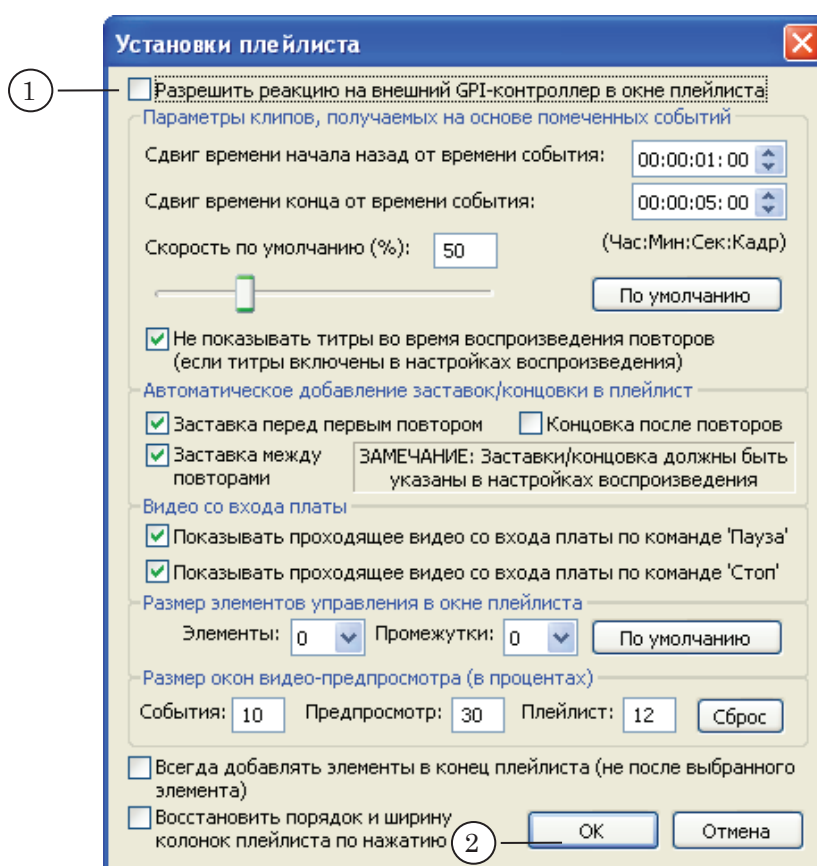 Установки плейлиста
1
Разрешить реакцию на внешний GPI-контроллер в окне плейлиста
Параметры клипов, получаемых на основе помеченных событий
Сдвиг времени начала назад от времени события: 00:00:01:00
Сдвиг времени конца от времени события: 00:00:05:00
Скорость по умолчанию (%): 50 (Час:Мин:Сек:Кадр)
По умолчанию
Не показывать титры во время воспроизведения повторов
(если титры включены в настройках воспроизведения)
Автоматическое добавление заставок/концовки в плейлист
Заставка перед первым повтором Концовка после повторов
Заставка между ЗАМЕЧАНИЕ: Заставки/концовка должны быть
повторами указаны в настройках воспроизведения
Видео со входа платы
Показывать проходящее видео со входа платы по команде 'Пауза'
Показывать проходящее видео со входа платы по команде 'Стоп'
Размер элементов управления в окне плейлиста
Элементы: 0 Промежутки: 0 По умолчанию
Размер окон видео-предпросмотра (в процентах)
События: 10 Предпросмотр: 30 Плейлист: 12 Сброс
Всегда добавлять элементы в конец плейлиста (не после выбранного
элемента)
Восстановить порядок и ширину
колонок плейлиста по нажатию 2 OK Отмена